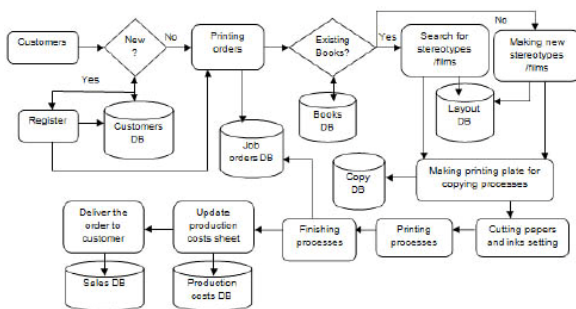 Customers
New
?
No
Printing
orders
Existing
Books?
Yes
Search for
stereotypes
/films
No
Making new
stereotypes
/films
Yes
Register
Customers
DB
Books
DB
Layout
DB
Job
orders DB
Copy
DB
Making printing plate for
copying processes
Deliver the
order to
customer
Update
production
costs sheet
Finishing
processes
Printing
processes
Cutting papers
and inks setting
Sales DB
Production
costs DB